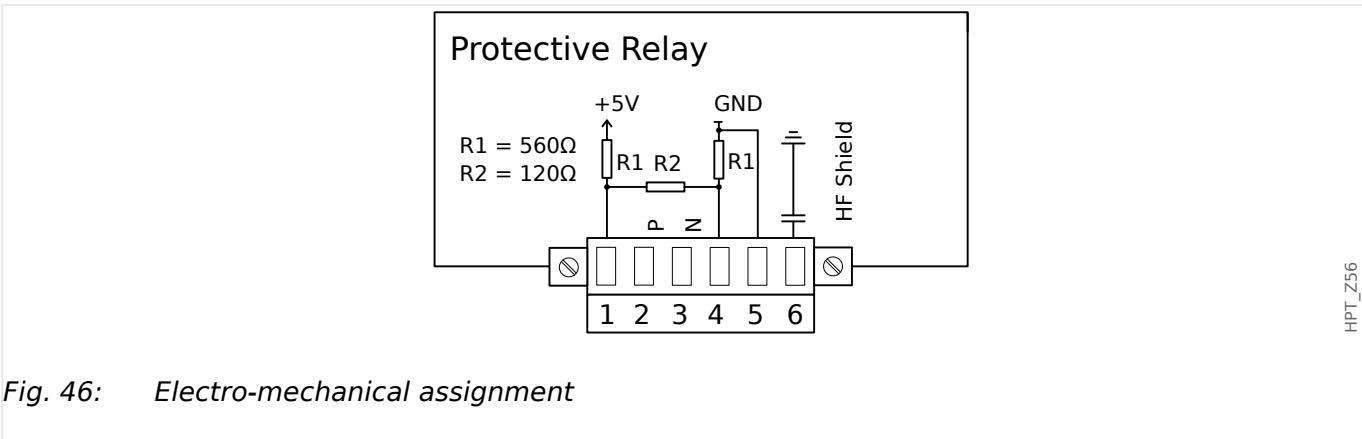 Protective Relay
+5V
GND
R1 = 560Ω
R2 = 120Ω
R1
R2
R1
HF Shield
P
N
1 2 3 4 5 6
HPT_Z56
Fig. 46: Electro-mechanical assignment